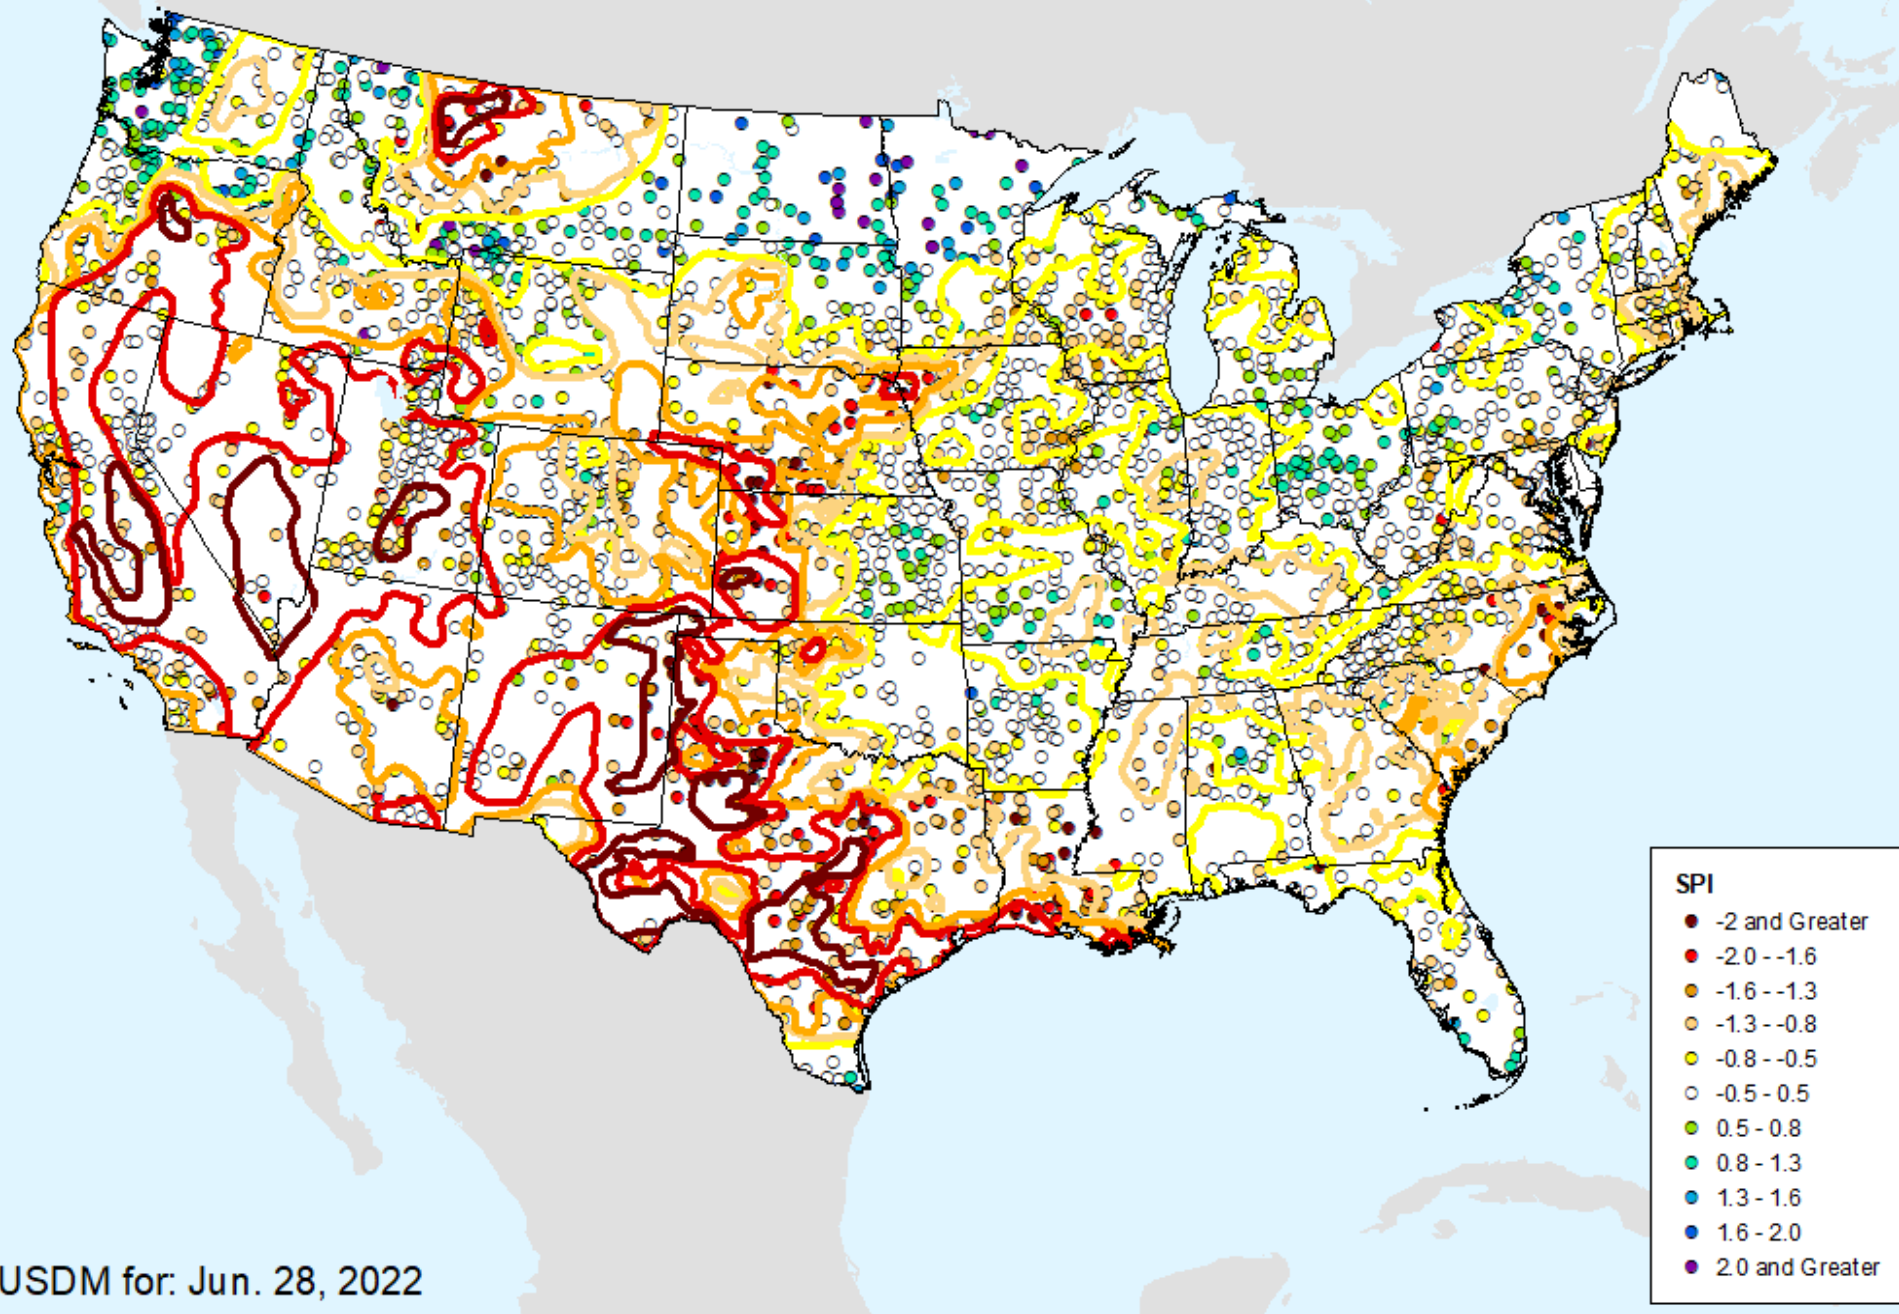 SPI
-2 and Greater
-2.0 - -1.6
-1.6 - -1.3
-1.3 - -0.8
-0.8 - -0.5
-0.5 - 0.5
0.5 - 0.8
0.8 - 1.3
1.3 - 1.6
1.6 - 2.0
2.0 and Greater
USDM for: Jun. 28, 2022